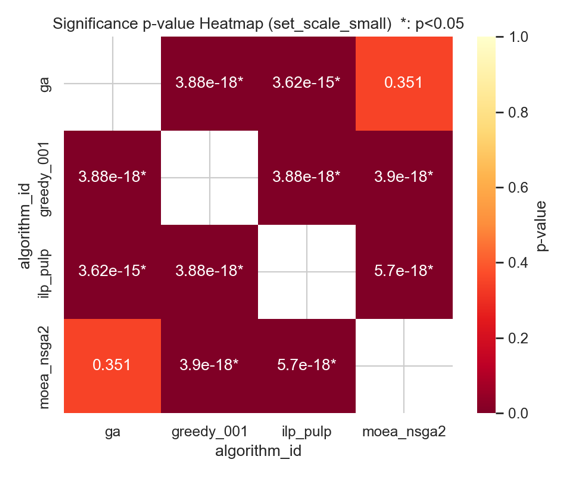 Significance p-value Heatmap (set_scale_small)  *: p<0.05
ga
3.88e-18*
3.62e-15*
0.351
greedy_001
3.88e-18*
3.88e-18*
3.9e-18*
ilp_pulp
3.62e-15*
3.88e-18*
5.7e-18*
moea_nsga2
0.351
3.9e-18*
5.7e-18*
algorithm_id
ga
greedy_001
ilp_pulp
moea_nsga2
algorithm_id
1.0
0.8
0.6
0.4
0.2
0.0
p-value